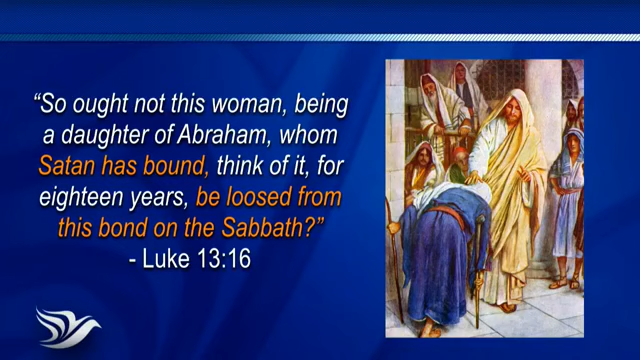 “So ought not this woman, being
a daughter of Abraham, whom
Satan has bound, think of it, for
eighteen years, be loosed from
this bond on the Sabbath?”
- Luke 13:16